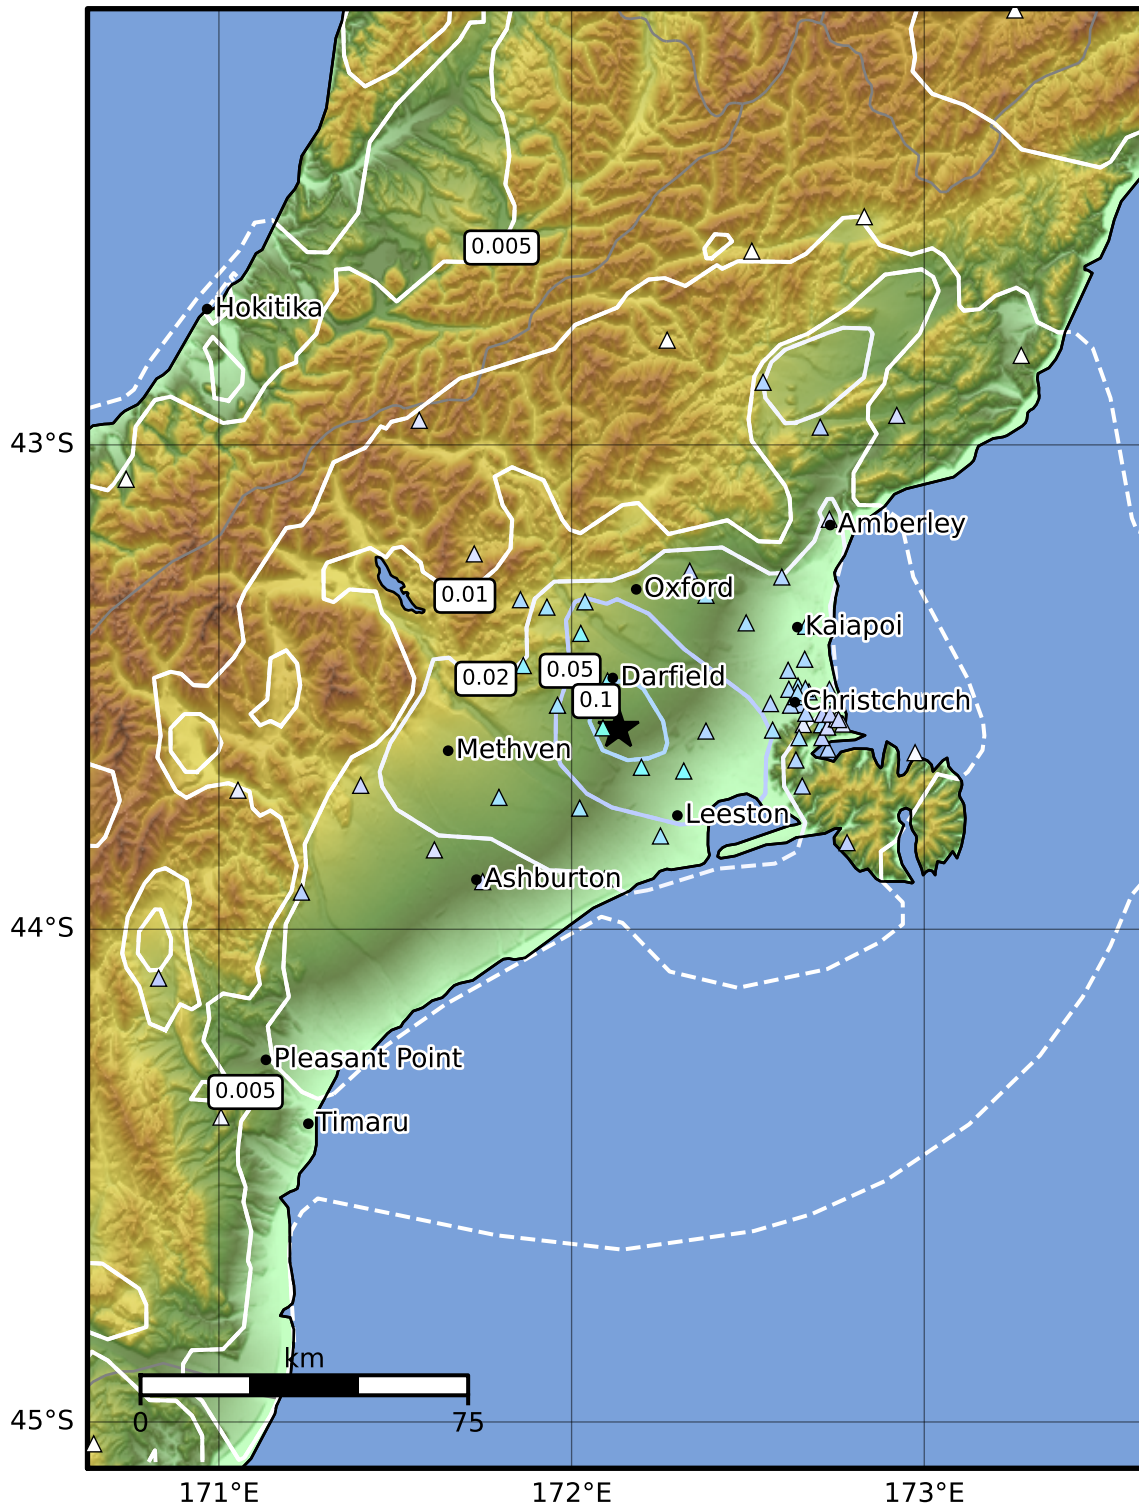 0.005
Hokitika
43°S
Amberley
Oxford
0.01
Kaiapoi
0.05
Darfield
0.02
0.1
Christchurch
Methven
Leeston
Ashburton
44°S
Pleasant Point
0.005
Timaru
km
0
75
45°S
171°E
172°E
173°E